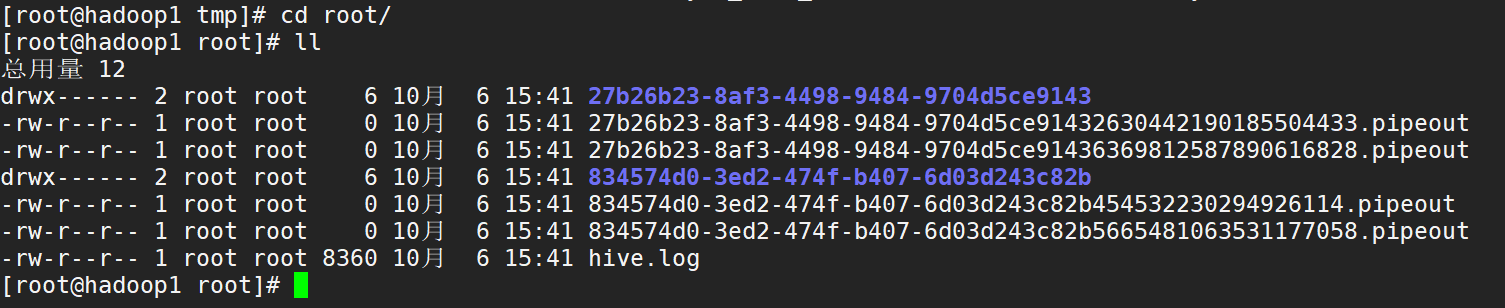 [root@hadoop1 tmp]# cd root/
[root@hadoop1 root]# ll
总用量 12
drwx------ 2 root root    6 10月  6 15:41 27b26b23-8af3-4498-9484-9704d5ce9143
-rw-r--r-- 1 root root    0 10月  6 15:41 27b26b23-8af3-4498-9484-9704d5ce91432630442190185504433.pipeout
-rw-r--r-- 1 root root    0 10月  6 15:41 27b26b23-8af3-4498-9484-9704d5ce91436369812587890616828.pipeout
drwx------ 2 root root    6 10月  6 15:41 834574d0-3ed2-474f-b407-6d03d243c82b
-rw-r--r-- 1 root root    0 10月  6 15:41 834574d0-3ed2-474f-b407-6d03d243c82b454532230294926114.pipeout
-rw-r--r-- 1 root root    0 10月  6 15:41 834574d0-3ed2-474f-b407-6d03d243c82b5665481063531177058.pipeout
-rw-r--r-- 1 root root 8360 10月  6 15:41 hive.log
[root@hadoop1 root]#